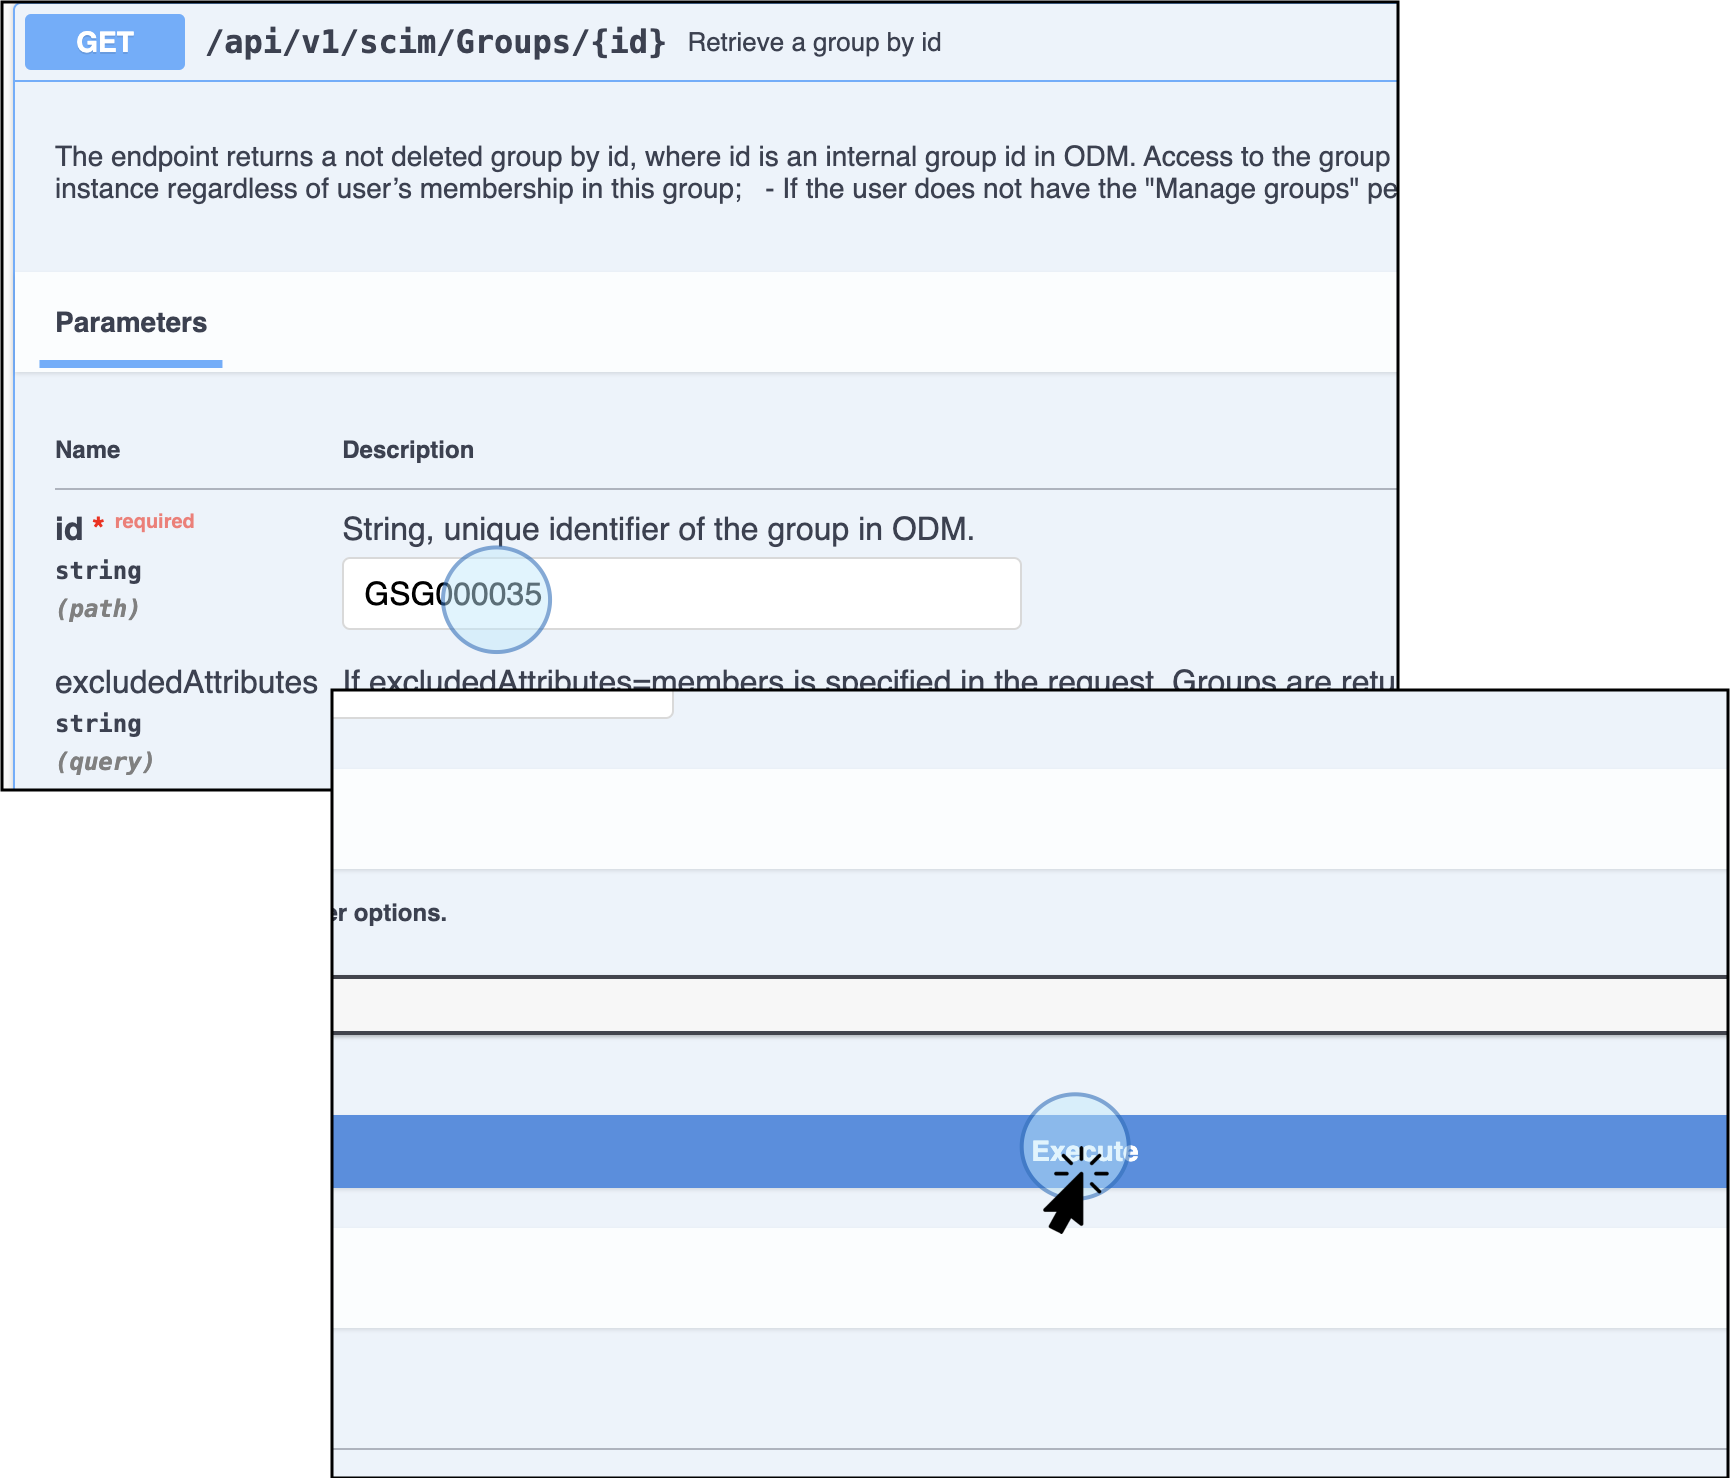 GET /api/v1/scim/Groups/{id} Retrieve a group by id
The endpoint returns a not deleted group by id, where id is an internal group id in ODM. Access to the group
instance regardless of user’s membership in this group;   - If the user does not have the "Manage groups" pe
Parameters
Name Description
id * required String, unique identifier of the group in ODM.
string
(path)
GSG000035
excludedAttributes If excludedAttributes=members is specified in the request, Groups are retu
string
(query)
er options.
Execute